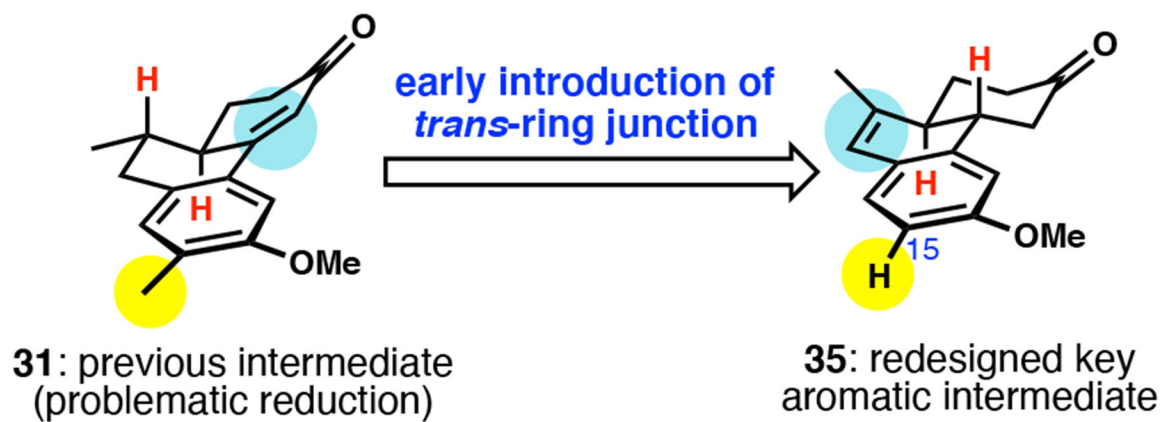 O
H
H
OMe
31: previous intermediate
(problematic reduction)
early introduction of
trans-ring junction
O
H
H
OMe
15
H
35: redesigned key
aromatic intermediate